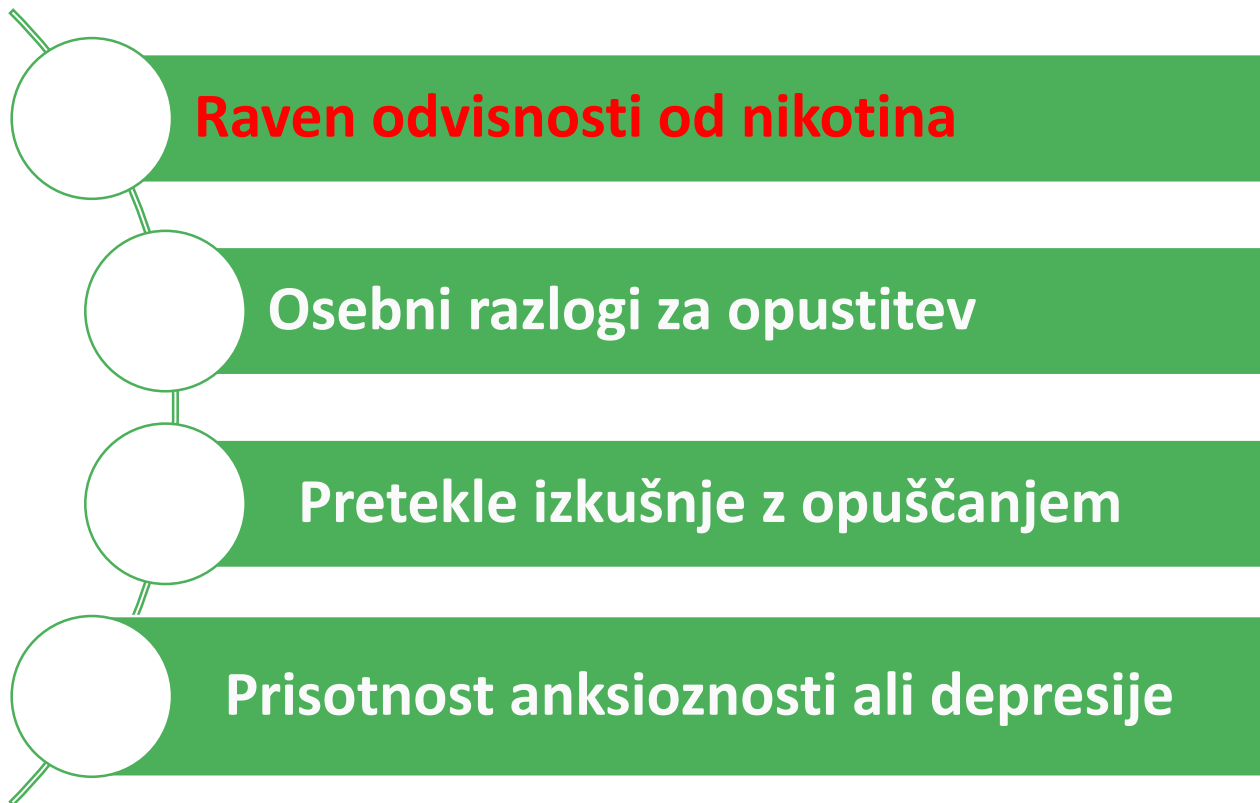 Raven odvisnosti od nikotina
Osebni razlogi za opustitev
Pretekle izkušnje z opuščanjem
Prisotnost anksioznosti ali depresije